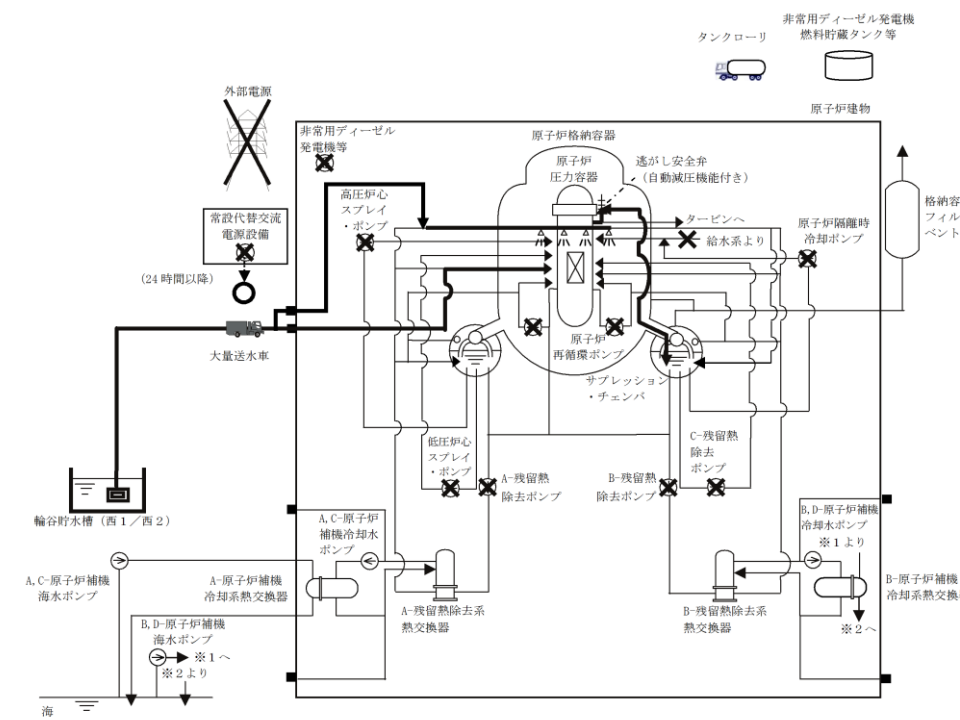 非常用ディーゼル発電機
燃料貯蔵タンク等
タンクローリ
外部電源
原子炉建物
非常用ディーゼル
発電機等
原子炉格納容器
原子炉
圧力容器
逃がし安全弁
(自動減圧機能付き)
高圧炉心
スプレイ
・ポンプ
常設代替交流
電源設備
タービンへ
給水系より
原子炉隔離時
冷却ポンプ
格納容
フィル
ベント
(24時間以降)
大量送水車
原子炉
再循環ポンプ
サプレッション
・チェンバ
低圧炉心
スプレイ
・ポンプ
A-残留熱
除去ポンプ
B-残留熱
除去ポンプ
C-残留熱
除去
ポンプ
輪谷貯水槽(西1/西2)
A,C-原子炉
補機冷却水
ポンプ
B,D-原子炉補機
冷却水ポンプ
※1より
A,C-原子炉補機
海水ポンプ
A-原子炉補機
冷却系熱交換器
A-残留熱除去系
熱交換器
B-残留熱除去系
熱交換器
B-原子炉補機
冷却系熱交換
※2へ
B,D-原子炉補機
海水ポンプ
※1へ
※2より
海